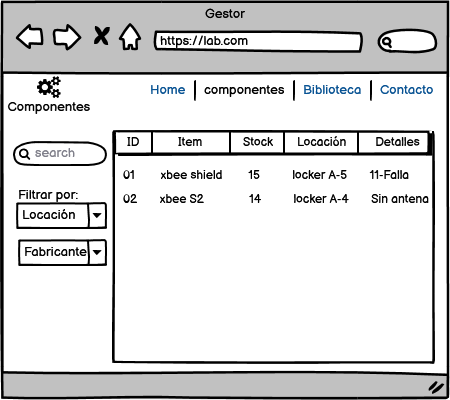 Gestor
https://lab.com
Componentes
Home componentes Biblioteca Contacto
search
Filtrar por:
Locación
Fabricante
ID Item Stock Locación Detalles
01 xbee shield 15 locker A-5 11-Falla
02 xbee S2 14 locker A-4 Sin antena